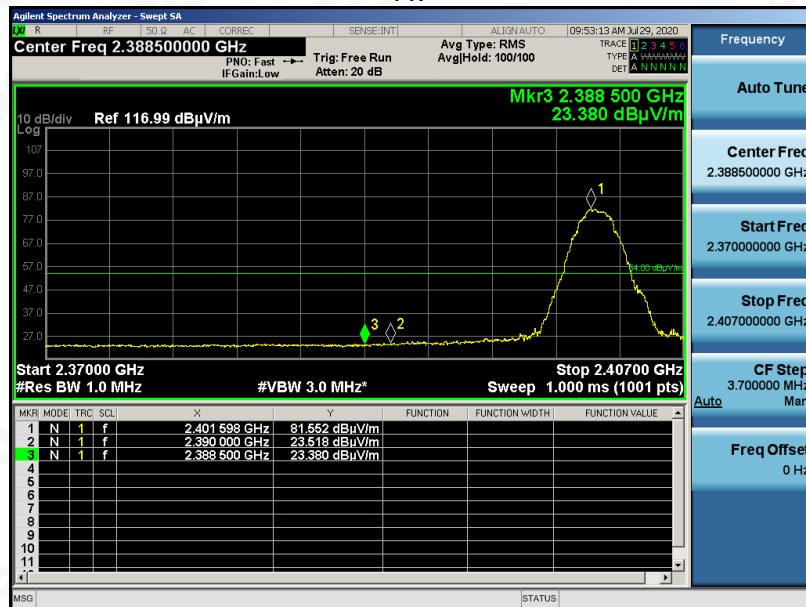 Agilent Spectrum Analyzer - Swept SA
LXI R RF 50 Ω AC CORREC SENSE:INT ALIGN AUTO 09:53:13 AM Jul 29, 2020
Center Freq 2.388500000 GHz
PNO: Fast
IFGain:Low
Trig: Free Run
Atten: 20 dB
Avg Type: RMS
Avg|Hold: 100/100
TRACE 1 2 3 4 5 6
TYPE A WWWWW
DET A N N N N N
Frequency
Auto Tune
Center Freq
2.388500000 GHz
Start Freq
2.370000000 GHz
Stop Freq
2.407000000 GHz
CF Step
3.700000 MHz
Auto Man
Freq Offset
0 Hz
Mkr3 2.388 500 GHz
23.380 dBµV/m
10 dB/div Ref 116.99 dBµV/m
Log
107
97.0
87.0
77.0
67.0
57.0
47.0
37.0
27.0
1
54.00 dBµV/m
3 2
Start 2.37000 GHz Stop 2.40700 GHz
#Res BW 1.0 MHz #VBW 3.0 MHz* Sweep 1.000 ms (1001 pts)
MKR MODE TRC SCL X Y FUNCTION FUNCTION WIDTH FUNCTION VALUE
1 N 1 f 2.401 598 GHz 81.552 dBµV/m
2 N 1 f 2.390 000 GHz 23.518 dBµV/m
3 N 1 f 2.388 500 GHz 23.380 dBµV/m
4
5
6
7
8
9
10
11
MSG STATUS